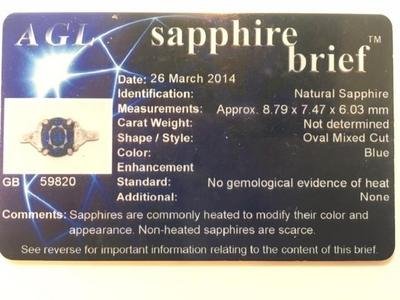 AGL sapphire brief™
Date: 26 March 2014
Identification: Natural Sapphire
Measurements: Approx. 8.79 x 7.47 x 6.03 mm
Carat Weight: Not determined
Shape / Style: Oval Mixed Cut
Color: Blue
Enhancement
GB 59820 Standard: No gemological evidence of heat
Additional: None
Comments: Sapphires are commonly heated to modify their color and
appearance. Non-heated sapphires are scarce.
See reverse for important information relating to the content of this brief.